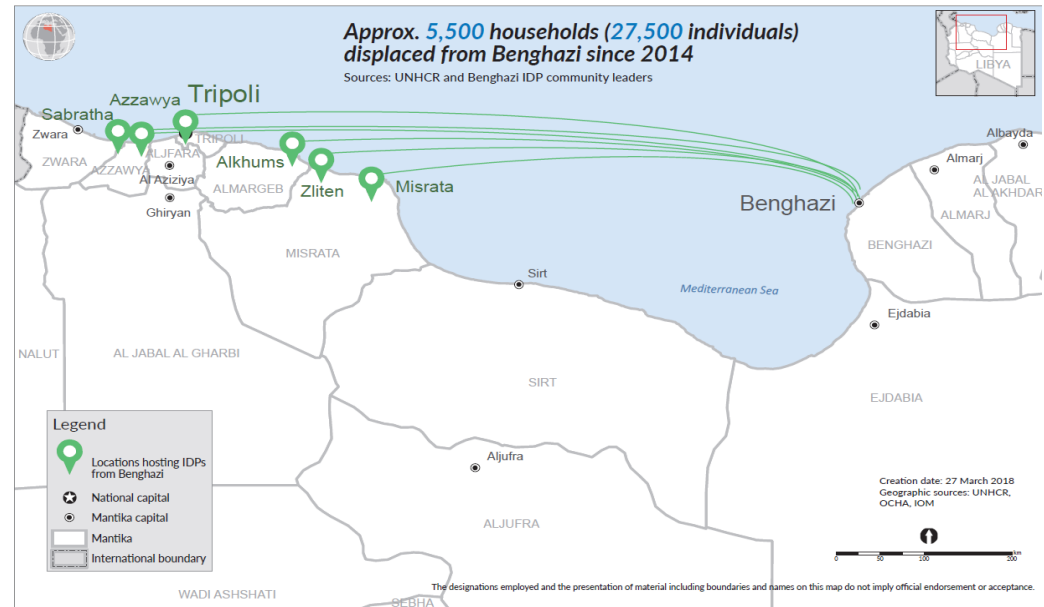 Approx. 5,500 households (27,500 individuals)
displaced from Benghazi since 2014
Sources: UNHCR and Benghazi IDP community leaders
LIBYA
Azzawya
Tripoli
Sabratha
Zwara
TRIPOLI
Albayda
ZWARA
ALJFARA
Alkhums
Almarj
AZZAWYA
Al Aziziya
ALMARGEB
Zliten
Misrata
AL JABAL
AL AKHDAR
Ghiryan
Benghazi
ALMARJ
BENGHAZI
MISRATA
Sirt
Mediterranean Sea
Ejdabia
NALUT
AL JABAL AL GHARBI
SIRT
EJDABIA
Legend
Locations hosting IDPs
from Benghazi
National capital
Mantika capital
Mantika
International boundary
Aljufra
ALJUFRA
Creation date: 27 March 2018
Geographic sources: UNHCR,
OCHA, IOM
km
0 50 100 200
The designations employed and the presentation of material including boundaries and names on this map do not imply official endorsement or acceptance.
WADI ASHSHATI
SEBHA